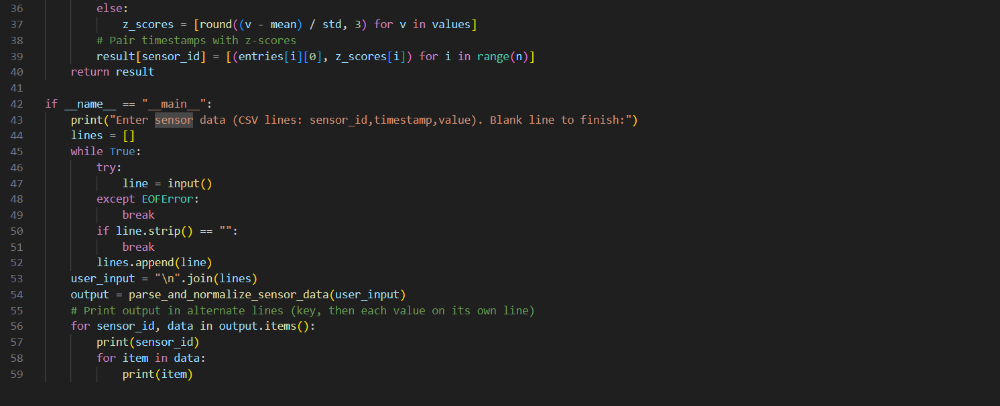 36             else:
37                 z_scores = [round((v - mean) / std, 3) for v in values]
38             # Pair timestamps with z-scores
39             result[sensor_id] = [(entries[i][0], z_scores[i]) for i in range(n)]
40         return result
41
42     if __name__ == "__main__":
43         print("Enter sensor data (CSV lines: sensor_id,timestamp,value). Blank line to finish:")
44         lines = []
45         while True:
46             try:
47                 line = input()
48             except EOFError:
49                 break
50             if line.strip() == "":
51                 break
52             lines.append(line)
53         user_input = "\n".join(lines)
54         output = parse_and_normalize_sensor_data(user_input)
55         # Print output in alternate lines (key, then each value on its own line)
56         for sensor_id, data in output.items():
57             print(sensor_id)
58             for item in data:
59                 print(item)